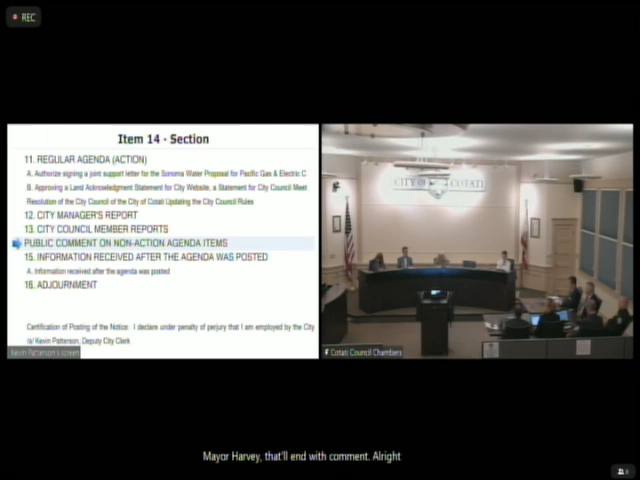 REC
Item 14 - Section
11. REGULAR AGENDA (ACTION)
A. Authorize signing a joint support letter for the Sonoma Water Proposal for Pacific Gas & Electric C
B. Approving a Land Acknowledgment Statement for City Website, a Statement for City Council Meet
Resolution of the City Council of the City of Cotati Updating the City Council Rules
12. CITY MANAGER'S REPORT
13. CITY COUNCIL MEMBER REPORTS
PUBLIC COMMENT ON NON-ACTION AGENDA ITEMS
15. INFORMATION RECEIVED AFTER THE AGENDA WAS POSTED
A. Information received after the agenda was posted
16. ADJOURNMENT
Certification of Posting of the Notice: I declare under penalty of perjury that I am employed by the City
/s/ Kevin Patterson, Deputy City Clerk
Kevin Patterson's screen
CITY OF COTATI
Cotati Council Chambers
Mayor Harvey, that'll end with comment. Alright